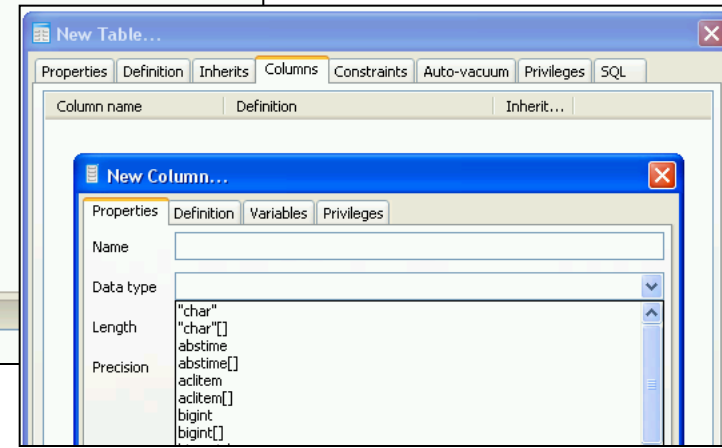 New Table...
Properties Definition Inherits Columns Constraints Auto-vacuum Privileges SQL
Column name Definition Inherit...
New Column...
Properties Definition Variables Privileges
Name
Data type
"char"
Length "char"[]
abstime
Precision abstime[]
aclitem
aclitem[]
bigint
bigint[]